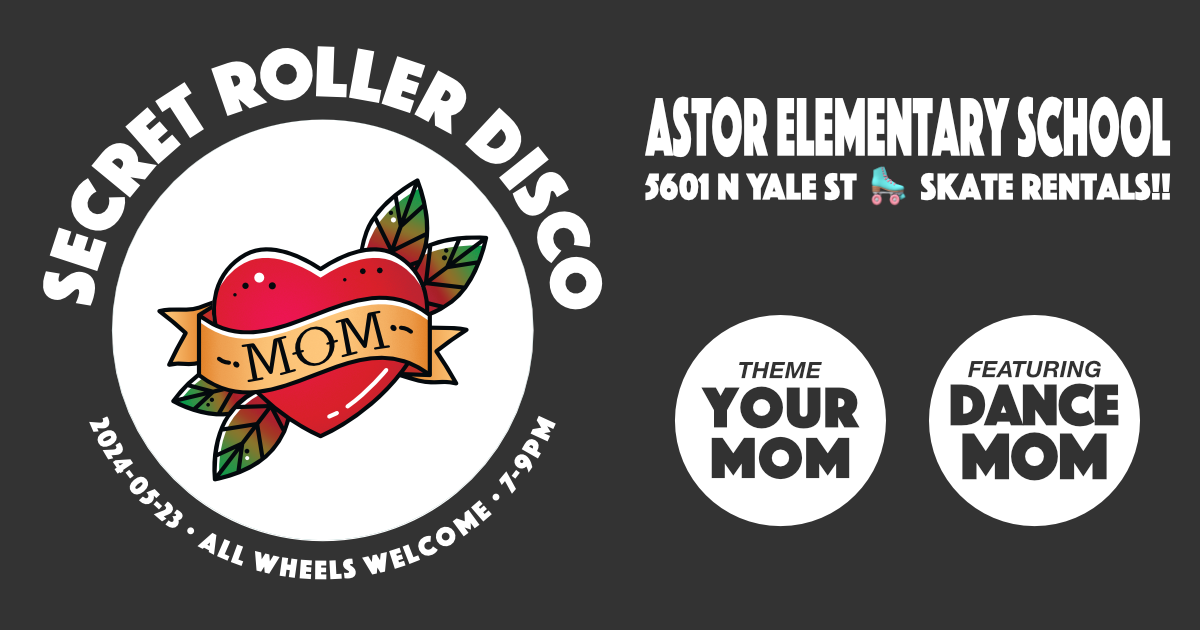 SECRET ROLLER DISCO
MOM
2024-05-23 • ALL WHEELS WELCOME • 7-9PM
ASTOR ELEMENTARY SCHOOL
5601 N YALE ST 🛼 SKATE RENTALS!!
THEME
YOUR
MOM
FEATURING
DANCE
MOM